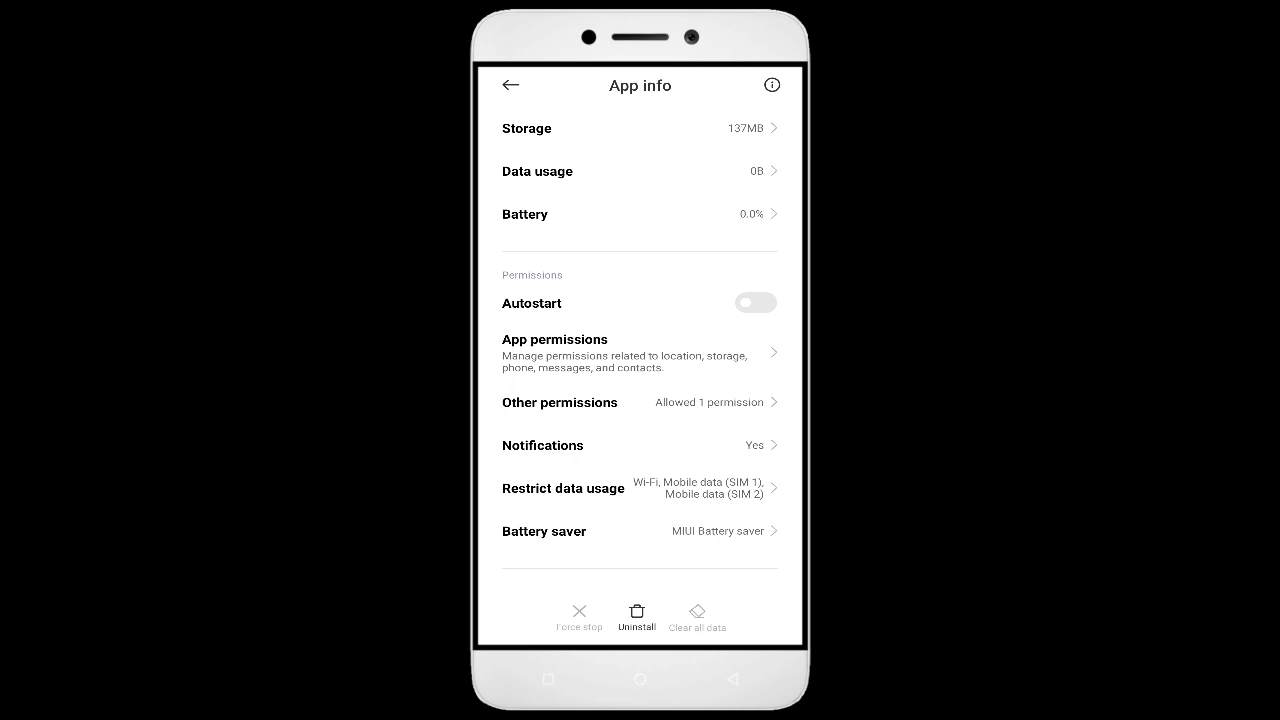 App info
Storage 137MB
Data usage 0B
Battery 0.0%
Permissions
Autostart
App permissions
Manage permissions related to location, storage,
phone, messages, and contacts.
Other permissions Allowed 1 permission
Notifications Yes
Restrict data usage Wi-Fi, Mobile data (SIM 1),
Mobile data (SIM 2)
Battery saver MIUI Battery saver
Force stop Uninstall Clear all data